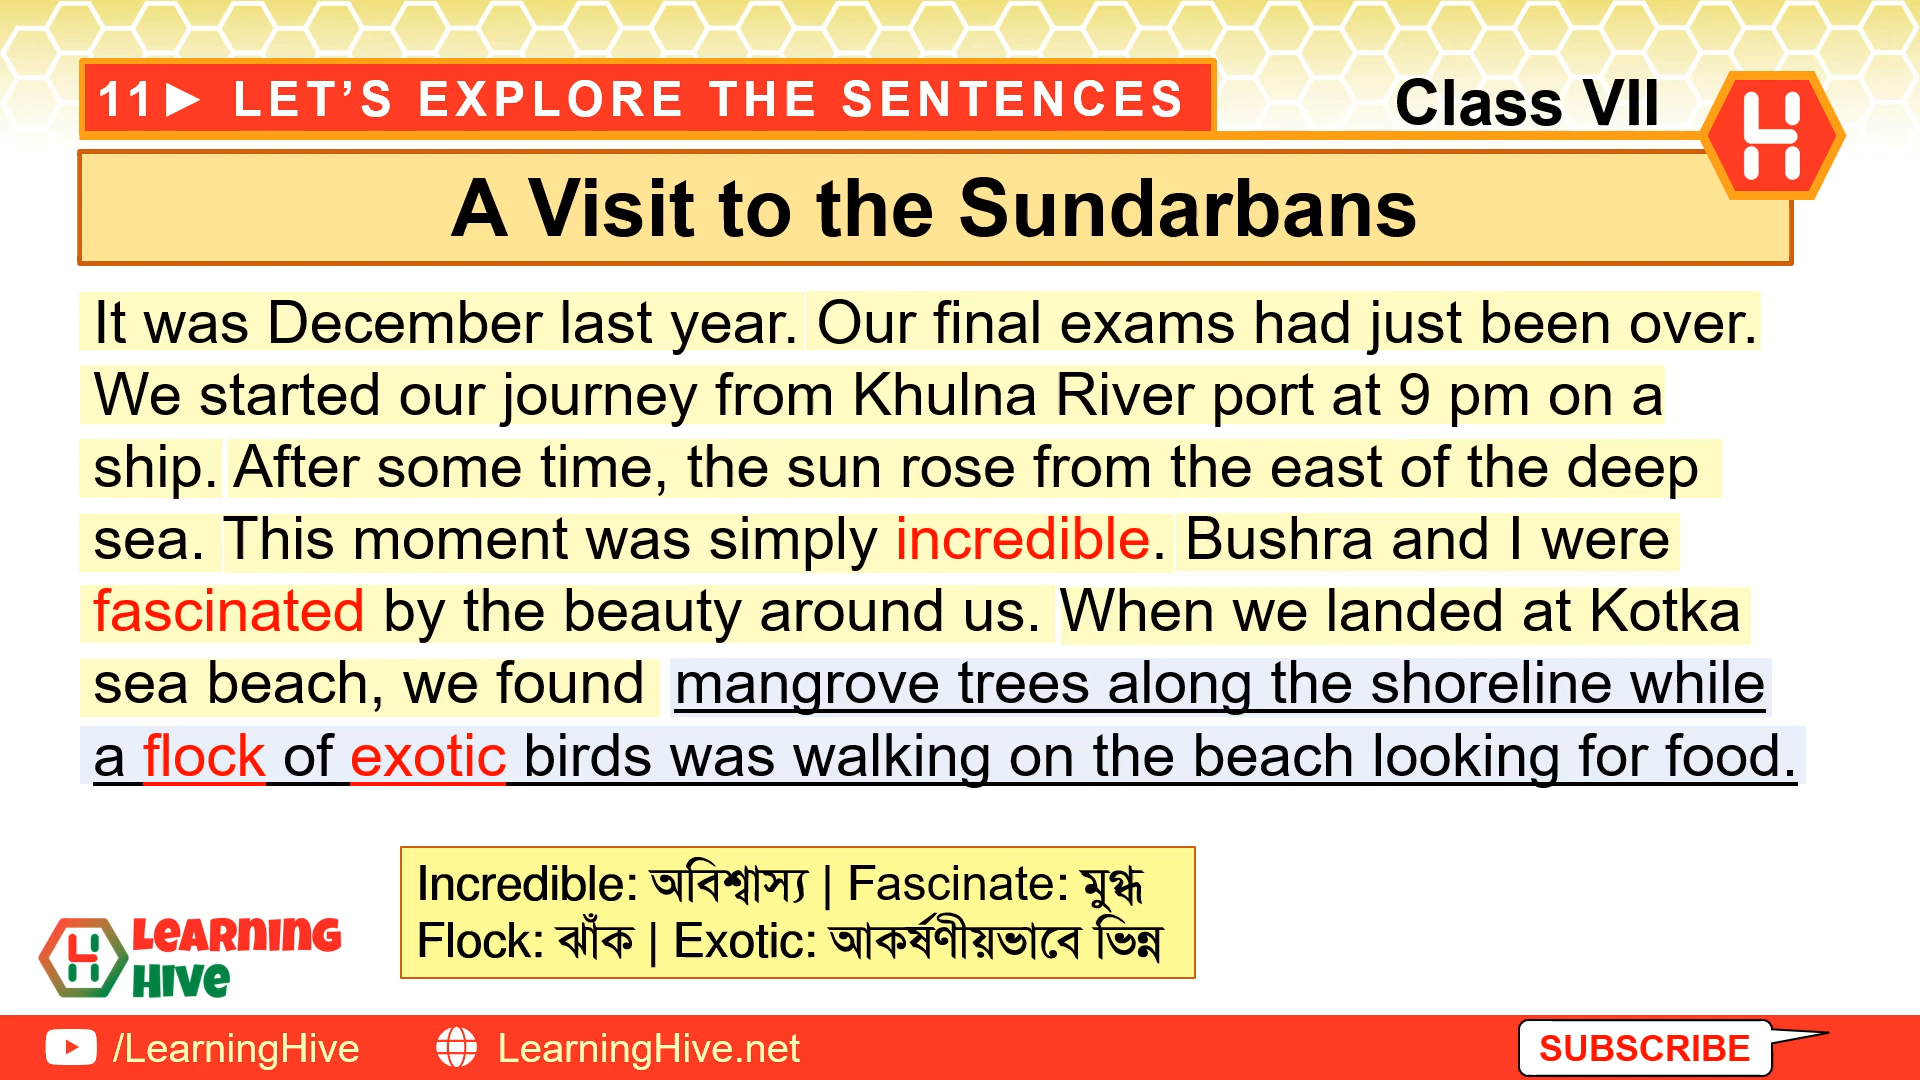 11► LET’S EXPLORE THE SENTENCES
Class VII
A Visit to the Sundarbans
It was December last year. Our final exams had just been over.
We started our journey from Khulna River port at 9 pm on a
ship. After some time, the sun rose from the east of the deep
sea. This moment was simply incredible. Bushra and I were
fascinated by the beauty around us. When we landed at Kotka
sea beach, we found mangrove trees along the shoreline while
a flock of exotic birds was walking on the beach looking for food.
Incredible: অবিশ্বাস্য | Fascinate: মুগ্ধ
Flock: ঝাঁক | Exotic: আকর্ষণীয়ভাবে ভিন্ন
Learning
Hive
/LearningHive
LearningHive.net
SUBSCRIBE